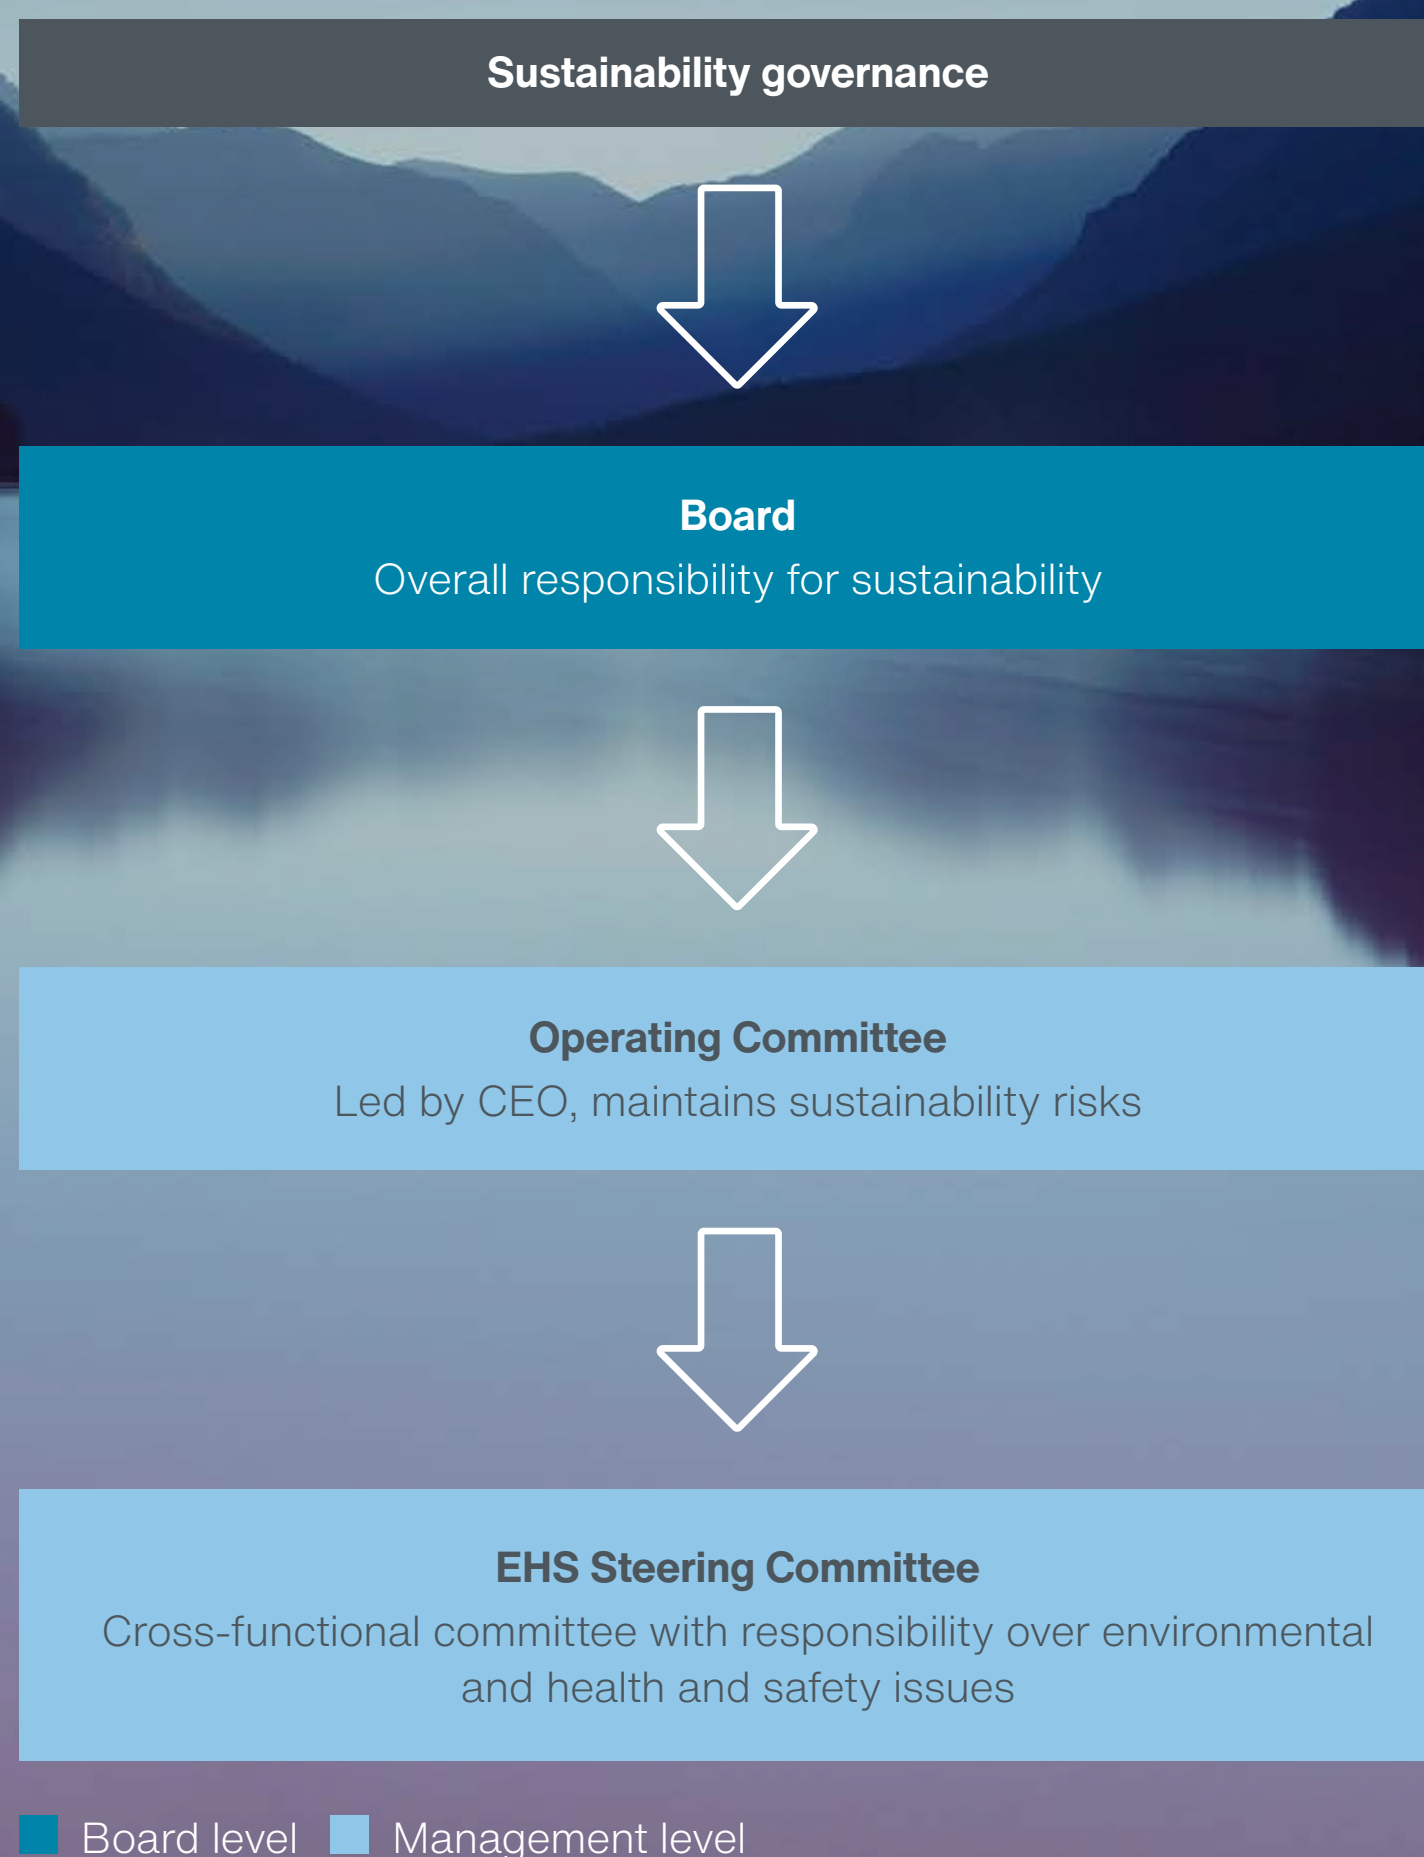 Sustainability governance
Board
Overall responsibility for sustainability
Operating Committee
Led by CEO, maintains sustainability risks
EHS Steering Committee
Cross-functional committee with responsibility over environmental
and health and safety issues
Board level
Management level